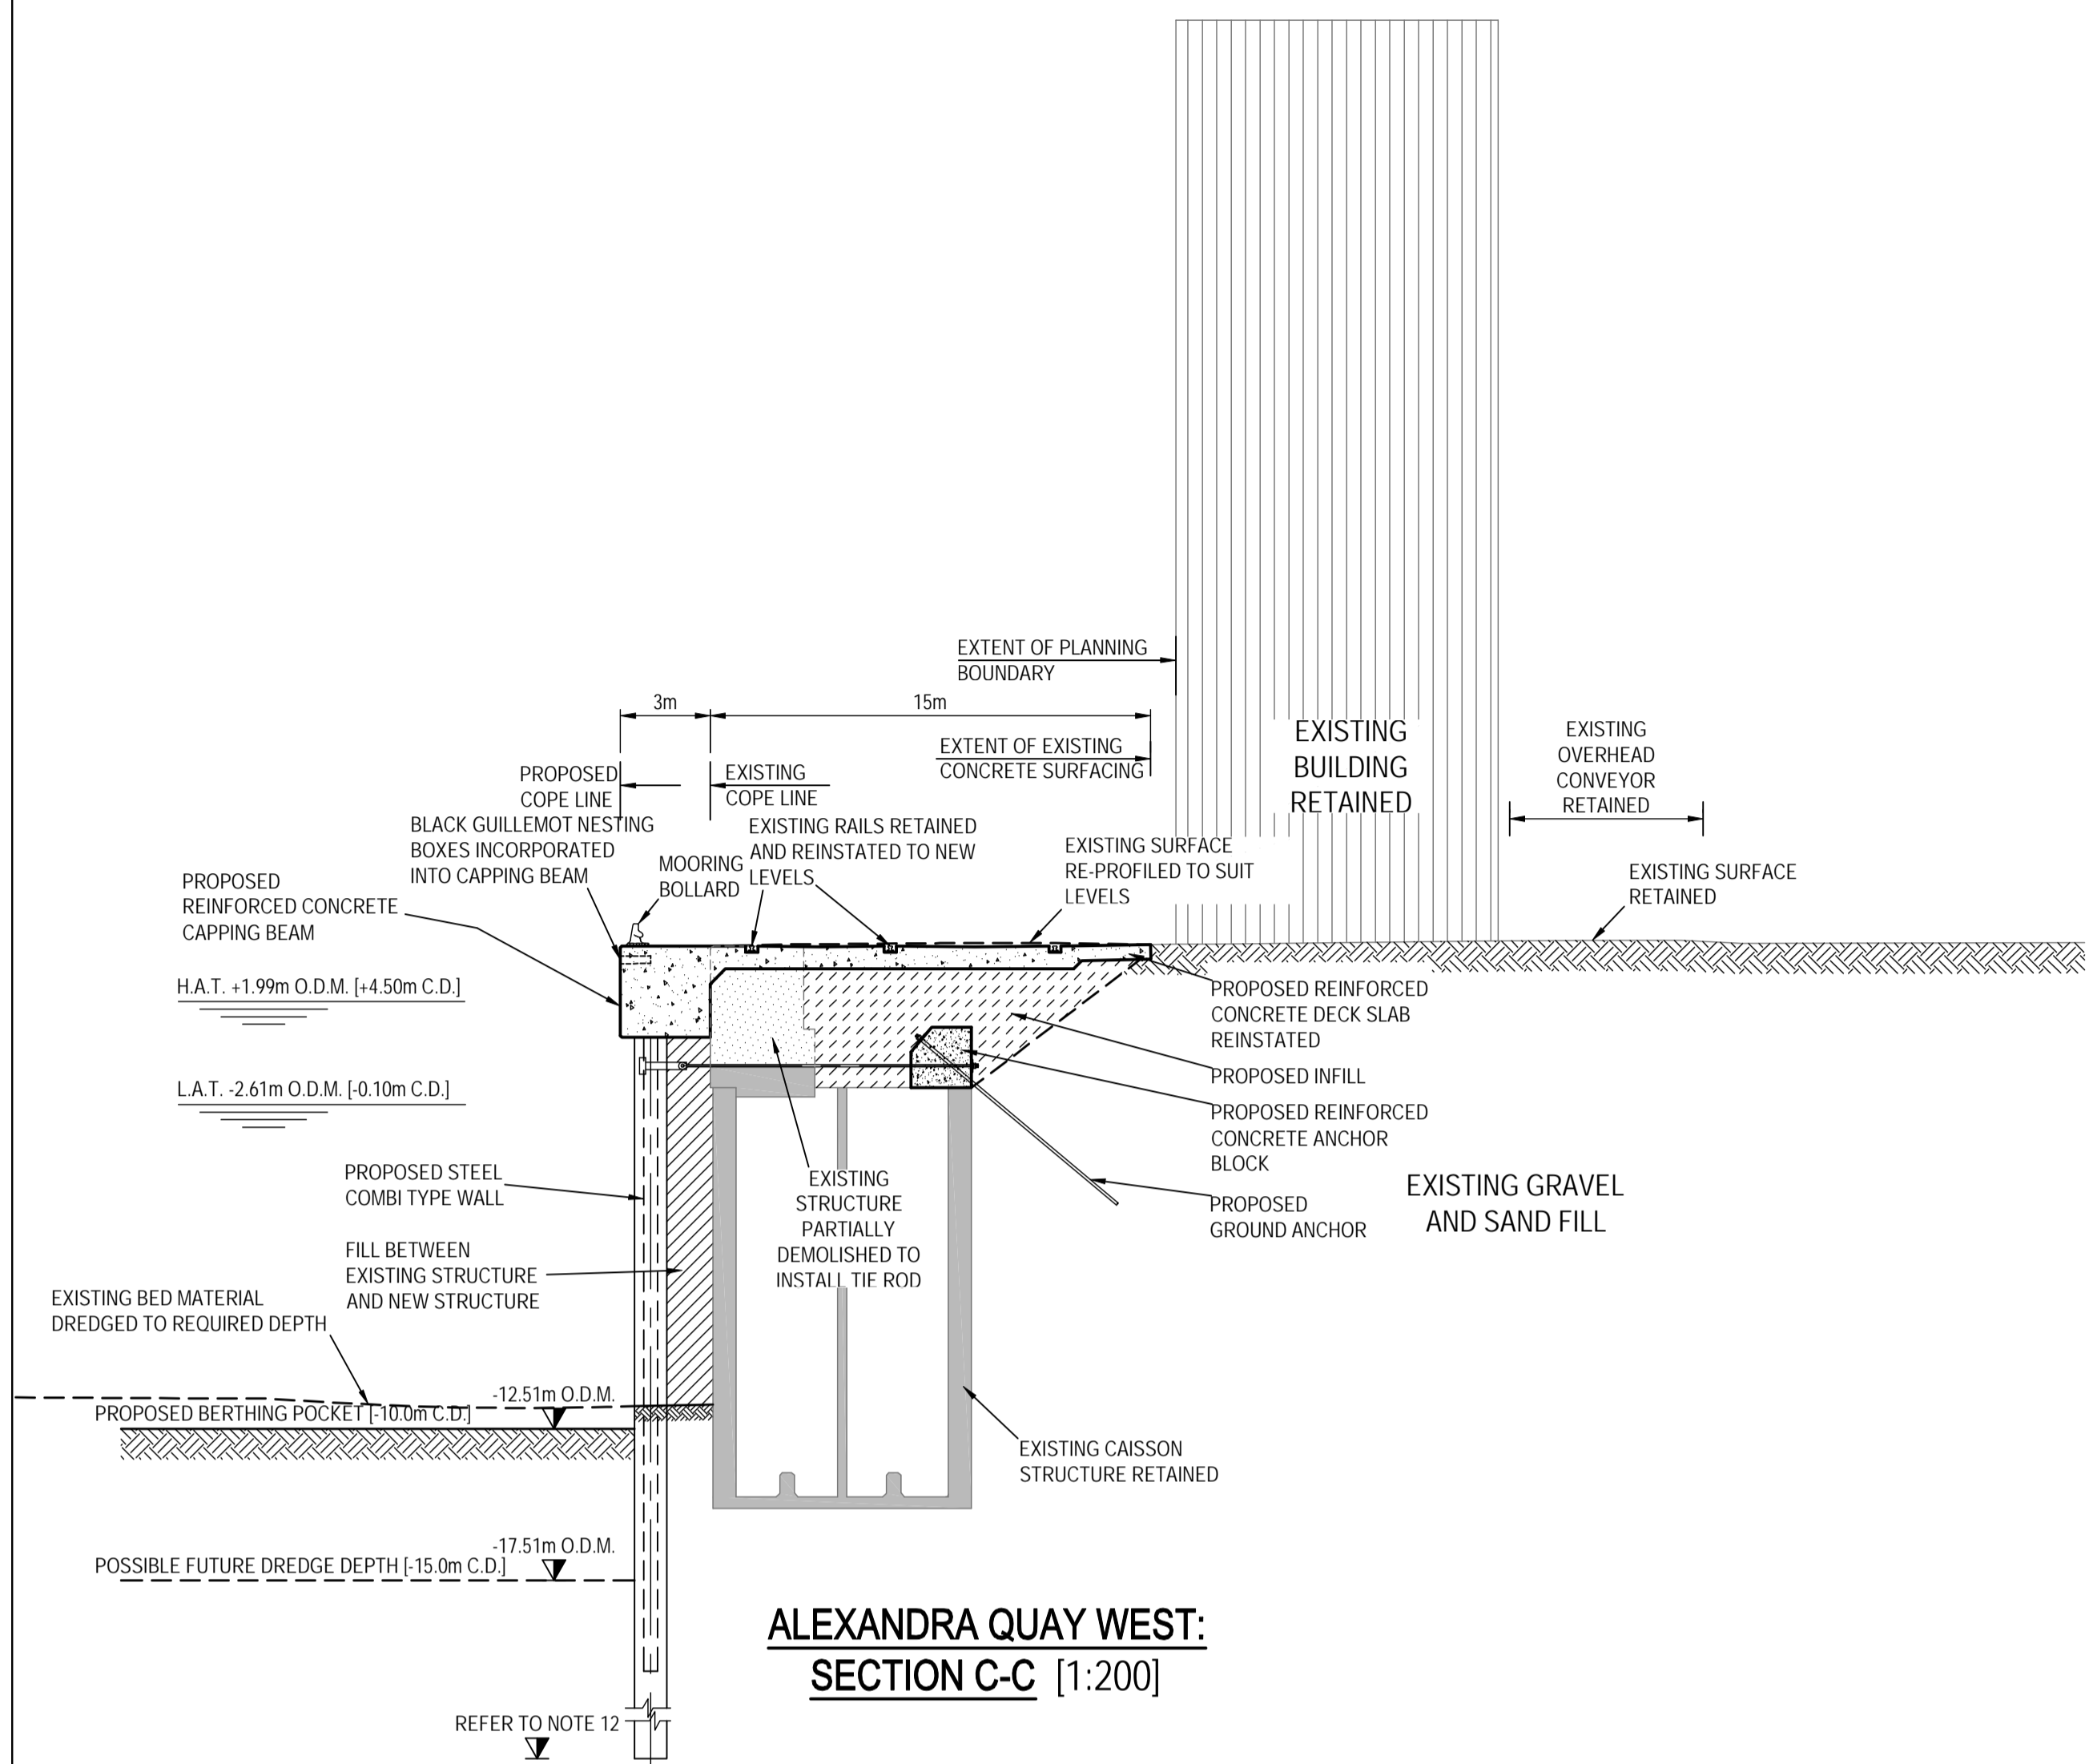 EXTENT OF PLANNING
BOUNDARY
3m
15m
EXTENT OF EXISTING
CONCRETE SURFACING
EXISTING
BUILDING
RETAINED
EXISTING
OVERHEAD
CONVEYOR
RETAINED
PROPOSED
COPE LINE
EXISTING
COPE LINE
BLACK GUILLEMOT NESTING
BOXES INCORPORATED
INTO CAPPING BEAM
MOORING
BOLLARD
EXISTING RAILS RETAINED
AND REINSTATED TO NEW
LEVELS
EXISTING SURFACE
RE-PROFILED TO SUIT
LEVELS
EXISTING SURFACE
RETAINED
PROPOSED
REINFORCED CONCRETE
CAPPING BEAM
H.A.T. +1.99m O.D.M. [+4.50m C.D.]
L.A.T. -2.61m O.D.M. [-0.10m C.D.]
PROPOSED REINFORCED
CONCRETE DECK SLAB
REINSTATED
PROPOSED INFILL
PROPOSED REINFORCED
CONCRETE ANCHOR
BLOCK
PROPOSED
GROUND ANCHOR
EXISTING GRAVEL
AND SAND FILL
PROPOSED STEEL
COMBI TYPE WALL
EXISTING
STRUCTURE
PARTIALLY
DEMOLISHED TO
INSTALL TIE ROD
FILL BETWEEN
EXISTING STRUCTURE
AND NEW STRUCTURE
EXISTING BED MATERIAL
DREDGED TO REQUIRED DEPTH
-12.51m O.D.M.
PROPOSED BERTHING POCKET [-10.0m C.D.]
EXISTING CAISSON
STRUCTURE RETAINED
-17.51m O.D.M.
POSSIBLE FUTURE DREDGE DEPTH [-15.0m C.D.]
ALEXANDRA QUAY WEST:
SECTION C-C [1:200]
REFER TO NOTE 12